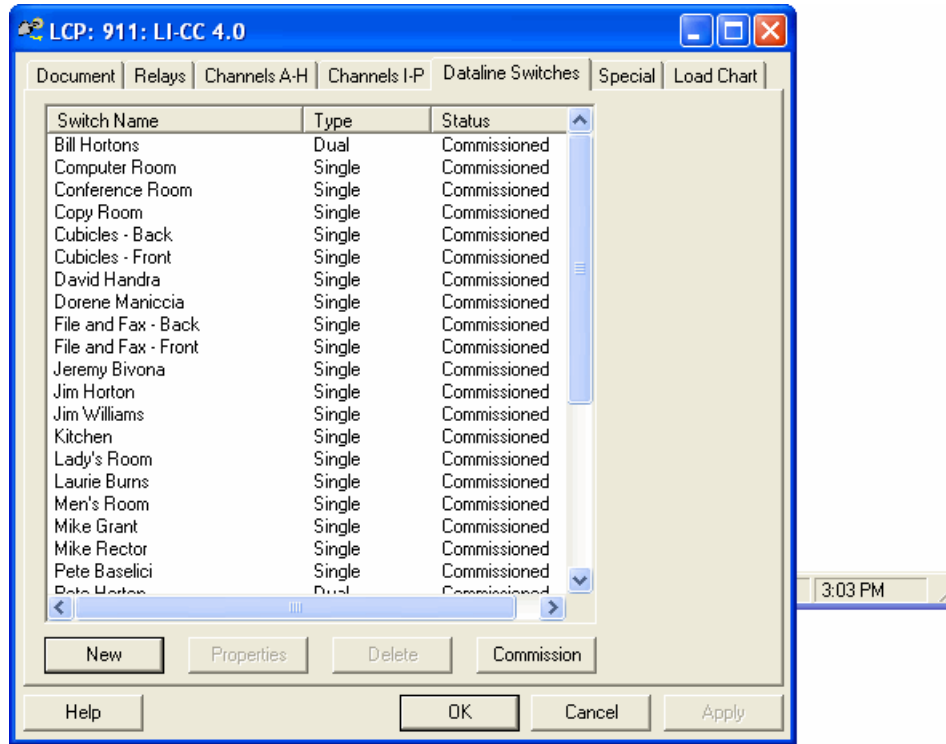 LCP: 911: LI-CC 4.0
Document Relays Channels A-H Channels I-P Dataline Switches Special Load Chart
Switch Name Type Status
Bill Hortons Dual Commissioned
Computer Room Single Commissioned
Conference Room Single Commissioned
Copy Room Single Commissioned
Cubicles - Back Single Commissioned
Cubicles - Front Single Commissioned
David Handra Single Commissioned
Dorene Maniccia Single Commissioned
File and Fax - Back Single Commissioned
File and Fax - Front Single Commissioned
Jeremy Bivona Single Commissioned
Jim Horton Single Commissioned
Jim Williams Single Commissioned
Kitchen Single Commissioned
Lady's Room Single Commissioned
Laurie Burns Single Commissioned
Men's Room Single Commissioned
Mike Grant Single Commissioned
Mike Rector Single Commissioned
Pete Baselici Single Commissioned
Pete Horton Dual Commissioned
3:03 PM
New Properties Delete Commission
Help OK Cancel Apply